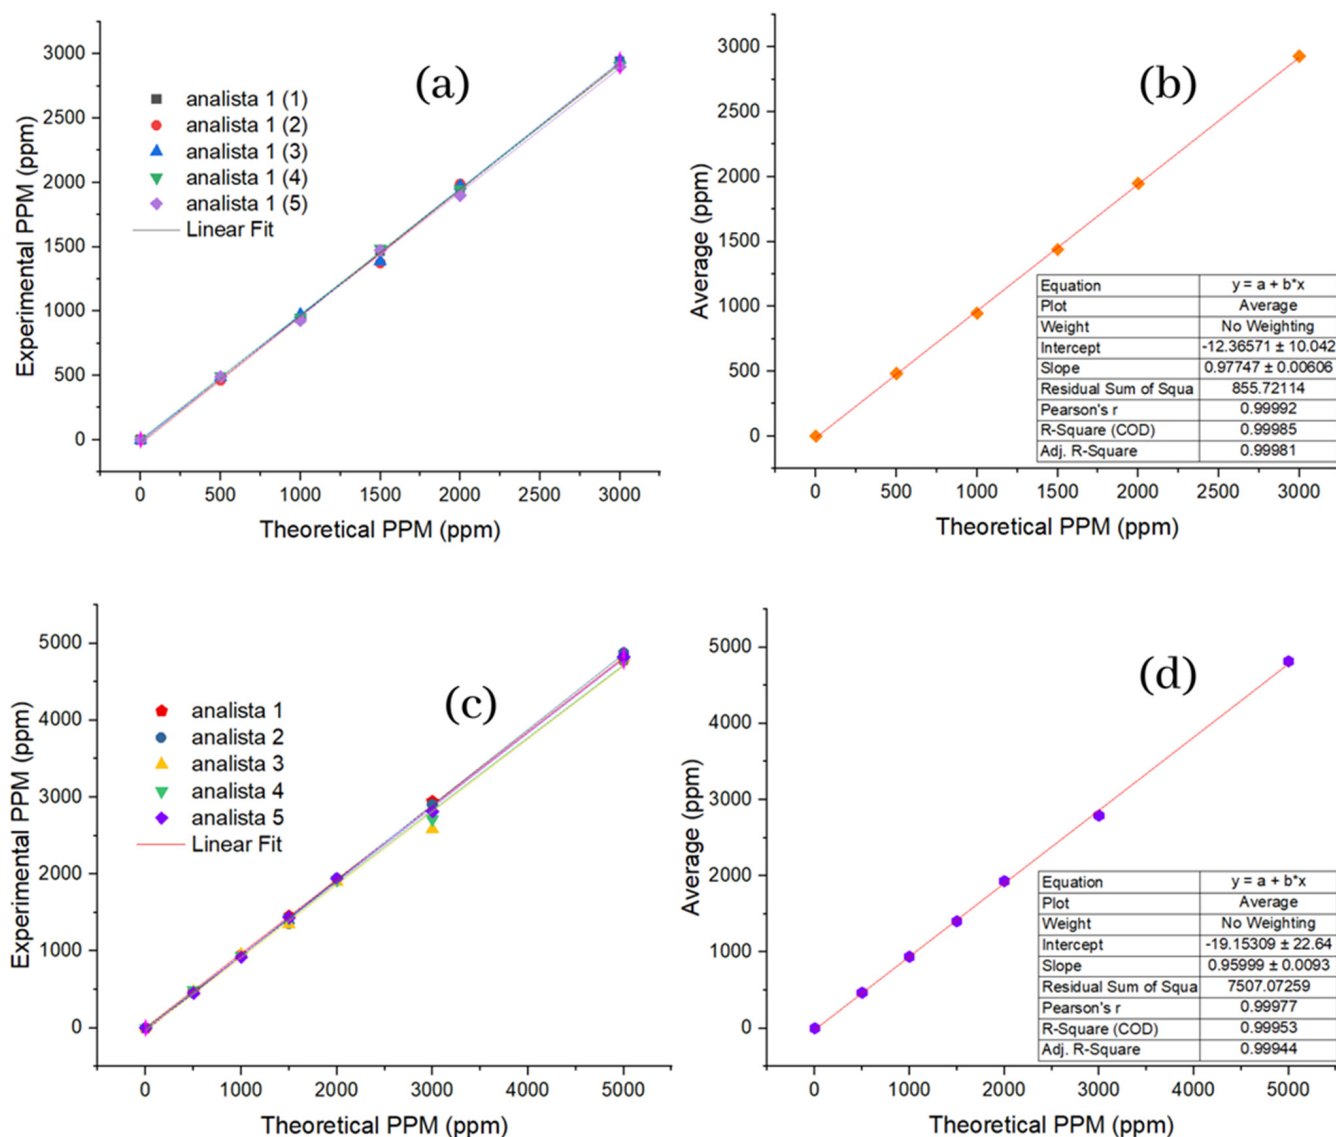 (a)
3000
2500
2000
1500
1000
500
0
Experimental PPM (ppm)
analista 1 (1)
analista 1 (2)
analista 1 (3)
analista 1 (4)
analista 1 (5)
Linear Fit
0 500 1000 1500 2000 2500 3000
Theoretical PPM (ppm)
(b)
3000
2500
2000
1500
1000
500
0
Average (ppm)
Equation y = a + b*x
Plot Average
Weight No Weighting
Intercept -12.36571 ± 10.042
Slope 0.97747 ± 0.00606
Residual Sum of Squa 855.72114
Pearson's r 0.99992
R-Square (COD) 0.99985
Adj. R-Square 0.99981
0 500 1000 1500 2000 2500 3000
Theoretical PPM (ppm)
(c)
5000
4000
3000
2000
1000
0
Experimental PPM (ppm)
analista 1
analista 2
analista 3
analista 4
analista 5
Linear Fit
0 1000 2000 3000 4000 5000
Theoretical PPM (ppm)
(d)
5000
4000
3000
2000
1000
0
Average (ppm)
Equation y = a + b*x
Plot Average
Weight No Weighting
Intercept -19.15309 ± 22.64
Slope 0.95999 ± 0.0093
Residual Sum of Squa 7507.07259
Pearson's r 0.99977
R-Square (COD) 0.99953
Adj. R-Square 0.99944
0 1000 2000 3000 4000 5000
Theoretical PPM (ppm)